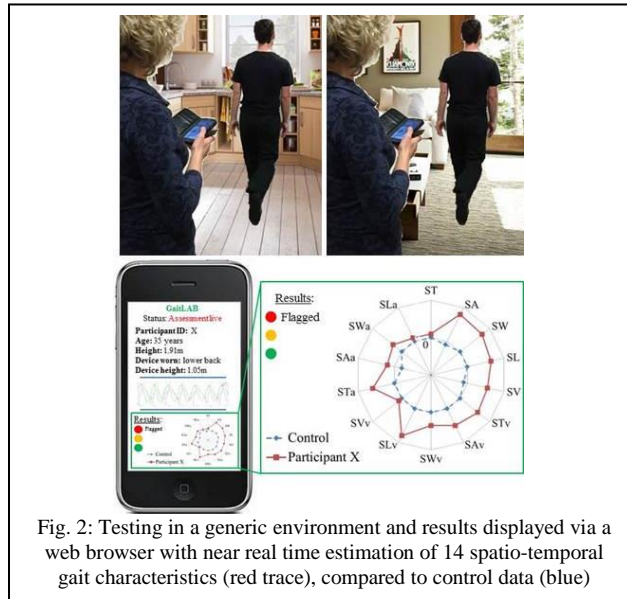 GaitLAB
Status: Assessment live
Participant ID: X
Age: 35 years
Height: 1.91m
Device worn: lower back
Device height: 1.05m
Results:
Flagged
Control
Participant X
Results:
Flagged
ST
SA
SW
SL
SV
STv
SAv
SWv
SLv
SVv
STa
SAa
SWa
SLa
0
Control
Participant X
Fig. 2: Testing in a generic environment and results displayed via a
web browser with near real time estimation of 14 spatio-temporal
gait characteristics (red trace), compared to control data (blue)